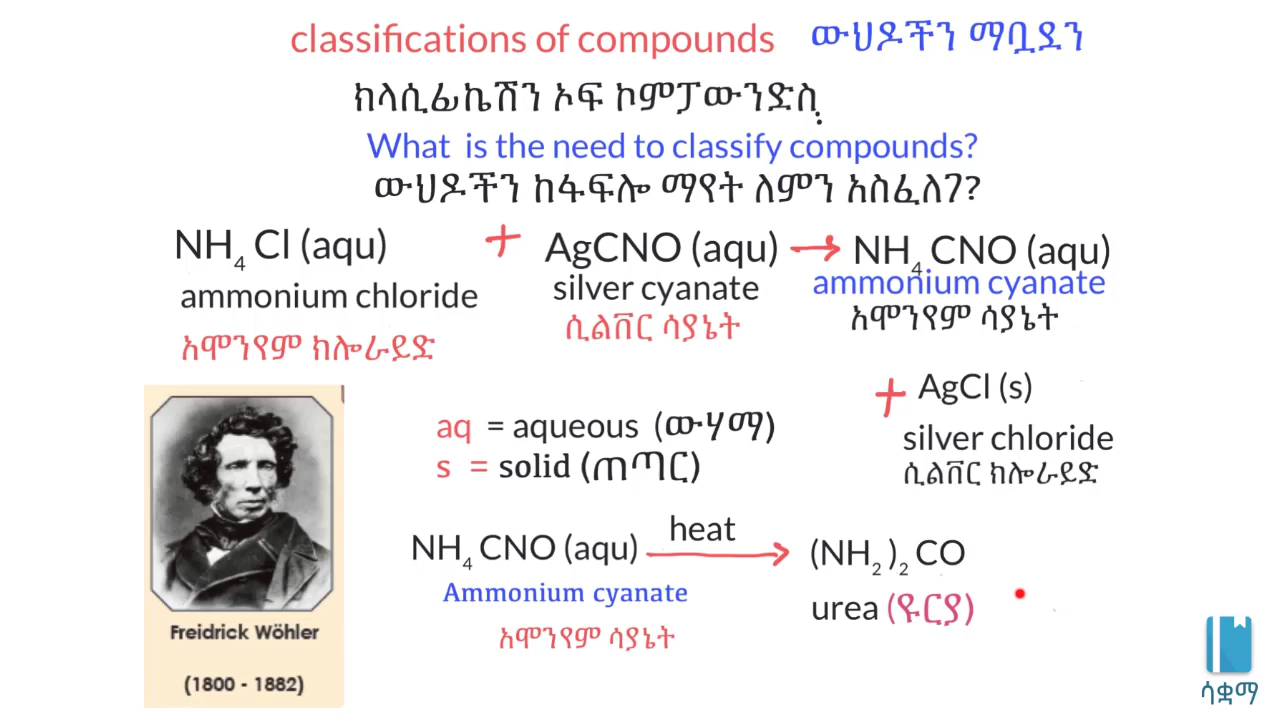 classifications of compounds ውህዶችን ማቧደን
ክላሲፊኬሽን ኦፍ ኮምፓውንድስ፡
What is the need to classify compounds?
ውህዶችን ከፋፍሎ ማየት ለምን አስፈለገ?
NH₄ Cl (aqu) + AgCNO (aqu) → NH₄ CNO (aqu)
ammonium chloride silver cyanate ammonium cyanate
አሞንየም ክሎራይድ ሲልቨር ሳያኔት አሞንየም ሳያኔት
+ AgCl (s)
silver chloride
ሲልቨር ክሎራይድ
aq = aqueous (ውሃማ)
s = solid (ጠጣር)
NH₄ CNO (aqu) heat → (NH₂)₂ CO
Ammonium cyanate urea (ዩርያ)
አሞንየም ሳያኔት
Freidrick Wöhler
(1800 - 1882)
ሳቋማ